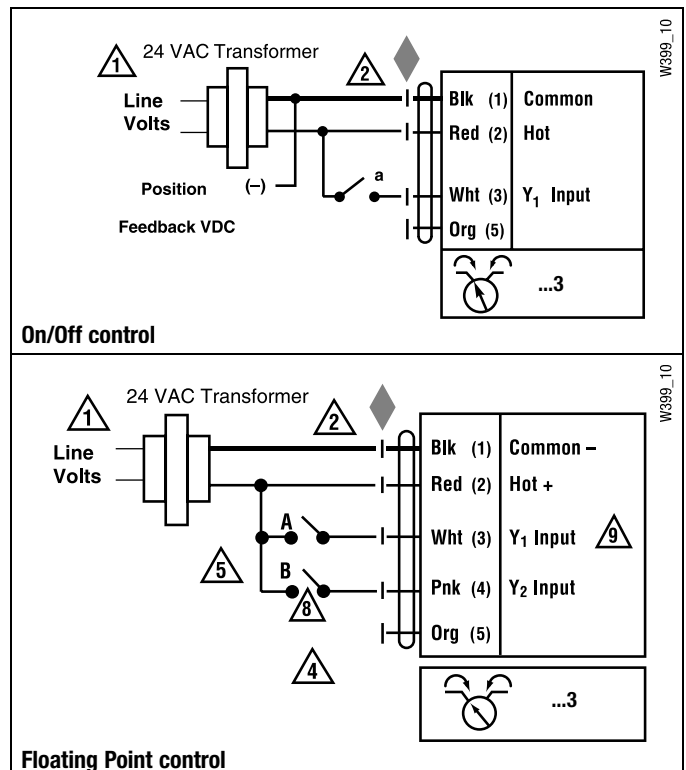 W399_10
1 24 VAC Transformer 2
Line
Volts
Blk (1) Common
Red (2) Hot
a
Position (–)
Wht (3) Y₁ Input
Feedback VDC
Org (5)
...3
On/Off control
W399_10
1 24 VAC Transformer 2
Line
Volts
Blk (1) Common –
Red (2) Hot +
A
Wht (3) Y₁ Input 9
5
B
8
Pnk (4) Y₂ Input
Org (5)
4
...3
Floating Point control